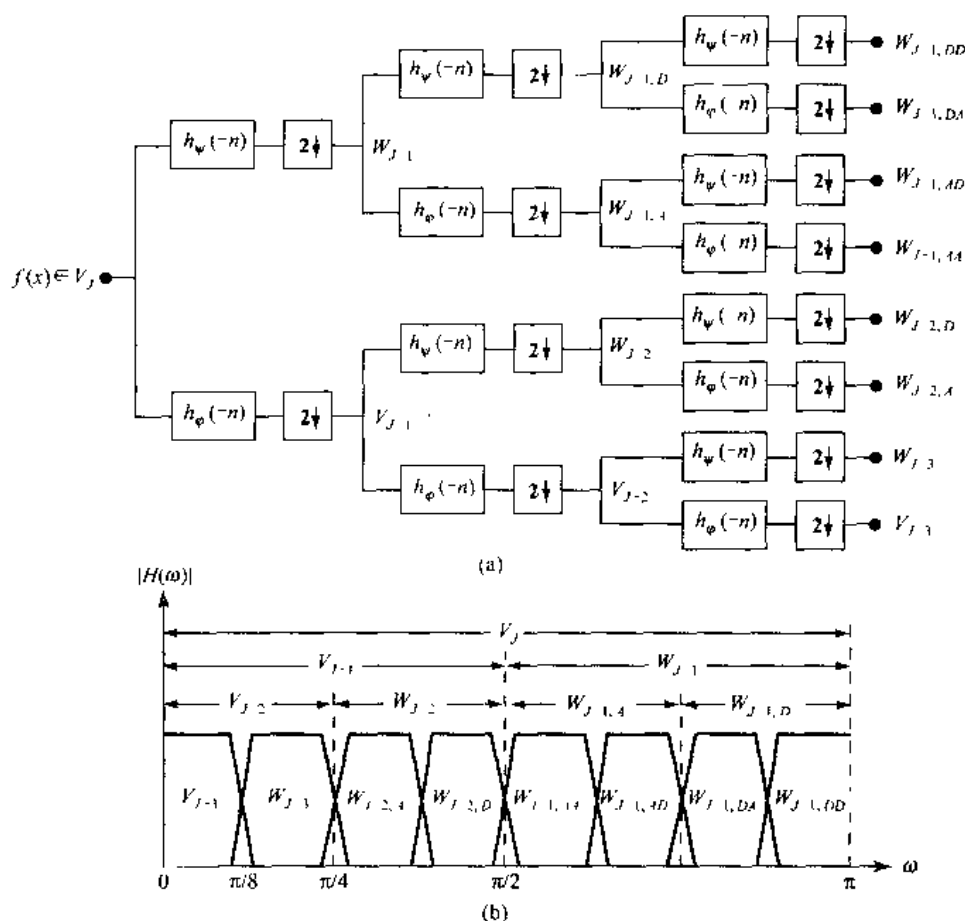 h_ψ(-n) 2↓ W_{J-1,DD}
h_ψ(-n) 2↓ W_{J-1,D}
h_φ(-n) 2↓ W_{J-1,DA}
h_ψ(-n) 2↓ W_{J-1}
h_ψ(-n) 2↓ W_{J-1,AD}
h_φ(-n) 2↓ W_{J-1,A}
h_φ(-n) 2↓ W_{J-1,AA}
f(x)∈V_J
h_ψ(-n) 2↓ W_{J-2,D}
h_ψ(-n) 2↓ W_{J-2}
h_φ(-n) 2↓ W_{J-2,A}
h_φ(-n) 2↓ V_{J-1}
h_ψ(-n) 2↓ W_{J-3}
h_φ(-n) 2↓ V_{J-2}
h_φ(-n) 2↓ V_{J-3}
(a)
|H(ω)|
V_J
V_{J-1} W_{J-1}
V_{J-2} W_{J-2} W_{J-1,A} W_{J-1,D}
V_{J-3} W_{J-3} W_{J-2,A} W_{J-2,D} W_{J-1,AA} W_{J-1,AD} W_{J-1,DA} W_{J-1,DD}
0 π/8 π/4 π/2 π ω
(b)